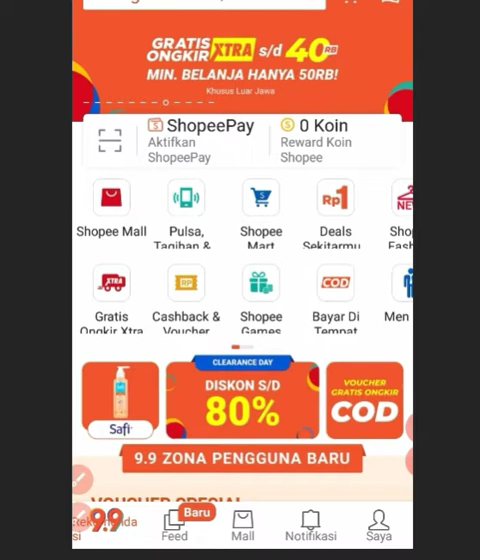 GRATIS
ONGKIR XTRA s/d 40RB
MIN. BELANJA HANYA 50RB!
Khusus Luar Jawa
ShopeePay
Aktifkan
ShopeePay
0 Koin
Reward Koin
Shopee
Shopee Mall
Pulsa,
Tagihan &
Shopee
Mart
Rp1
Deals
Sekitarmu
NE
Sho
Fash
XTRA
Gratis
Ongkir Xtra
RP
Cashback &
Voucher
Shopee
Games
COD
Bayar Di
Tempat
Men
Safi
CLEARANCE DAY
DISKON S/D
80%
VOUCHER
GRATIS ONGKIR
COD
9.9 ZONA PENGGUNA BARU
VOUCHER SPESIAL
9.9
Rekomenda
si
Baru
Feed
Mall
Notifikasi
Saya